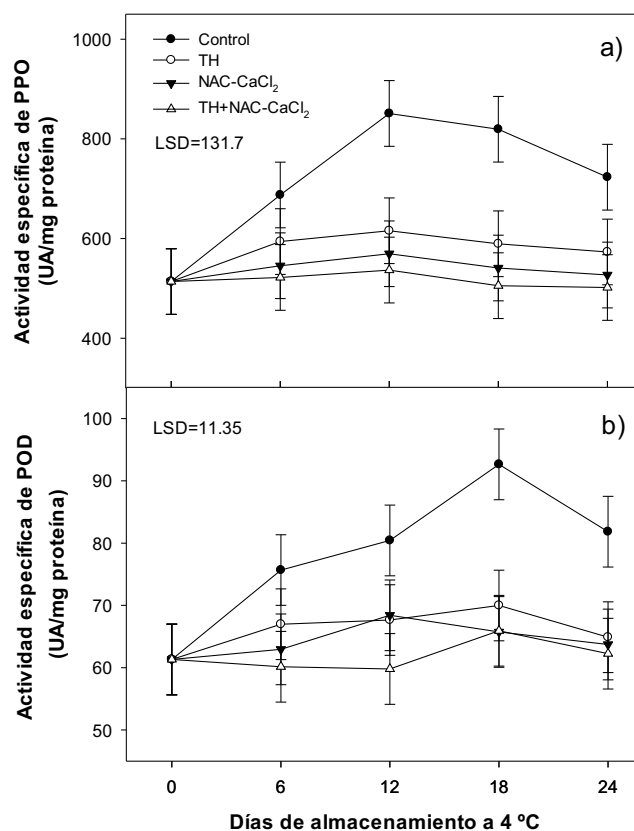 1000
800
600
400
Actividad específica de PPO
(UA/mg proteína)
Control
TH
NAC-CaCl₂
TH+NAC-CaCl₂
LSD=131.7
a)
100
90
80
70
60
50
Actividad específica de POD
(UA/mg proteína)
LSD=11.35
b)
0 6 12 18 24
Días de almacenamiento a 4 ºC